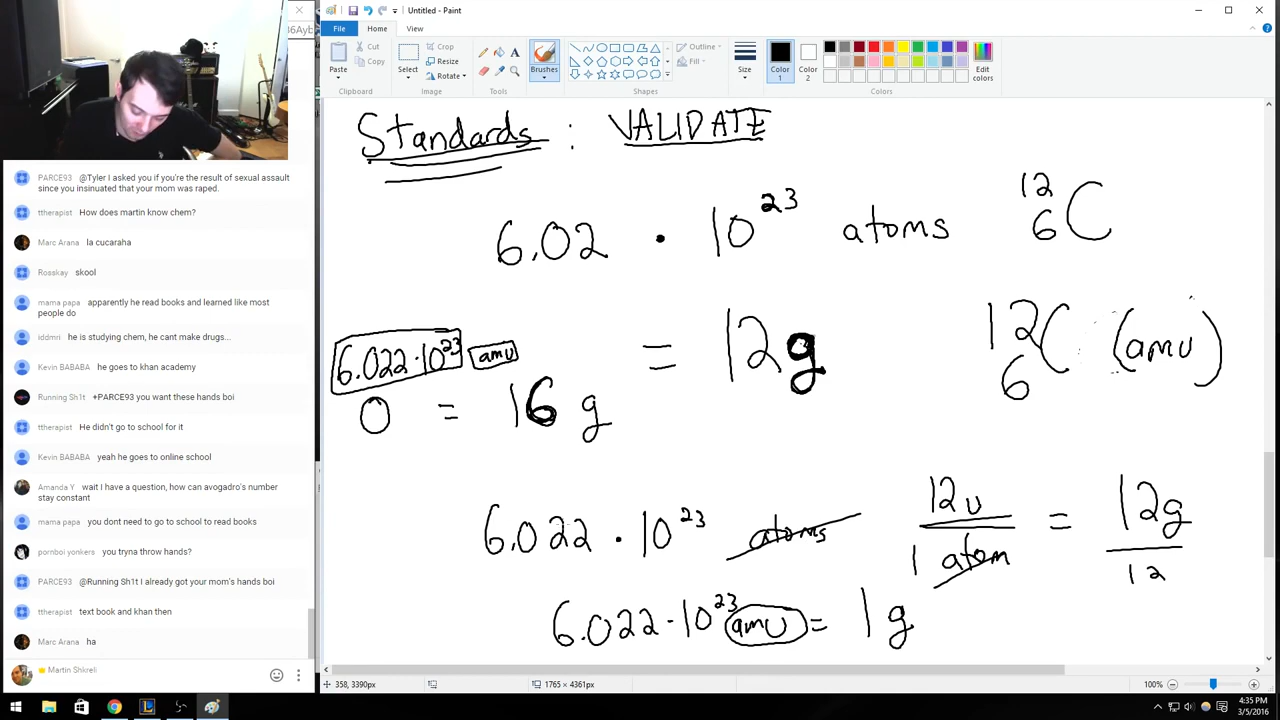 Untitled - Paint
File Home View
Paste Cut Copy Clipboard
Select Crop Resize Rotate Image
Tools
Brushes
Shapes
Outline Fill
Size
Color 1 Color 2
Edit colors
Colors
Standards : VALIDATE
6.02 · 10^23 atoms ^12_6 C
= 12g ^12_6 C (amu)
6.022·10^23 amu
O = 16 g
6.022 · 10^23 atoms 12u / 1 atom = 12g / 12
6.022 · 10^23 amu = 1 g
PARCE93 @Tyler I asked you if you're the result of sexual assault
since you insinuated that your mom was raped.
ttherapist How does martin know chem?
Marc Arana la cucaraha
Rosskay skool
mama papa apparently he read books and learned like most
people do
iddmri he is studying chem, he cant make drugs...
Kevin BABABA he goes to khan academy
Running Sh1t +PARCE93 you want these hands boi
ttherapist He didn't go to school for it
Kevin BABABA yeah he goes to online school
Amanda Y wait I have a question, how can avogadro's number
stay constant
mama papa you dont need to go to school to read books
pornboi yonkers you tryna throw hands?
PARCE93 @Running Sh1t I already got your mom's hands boi
ttherapist text book and khan then
Marc Arana ha
Martin Shkreli
358, 3390px
1765 × 4361px
100%
4:35 PM
3/5/2016